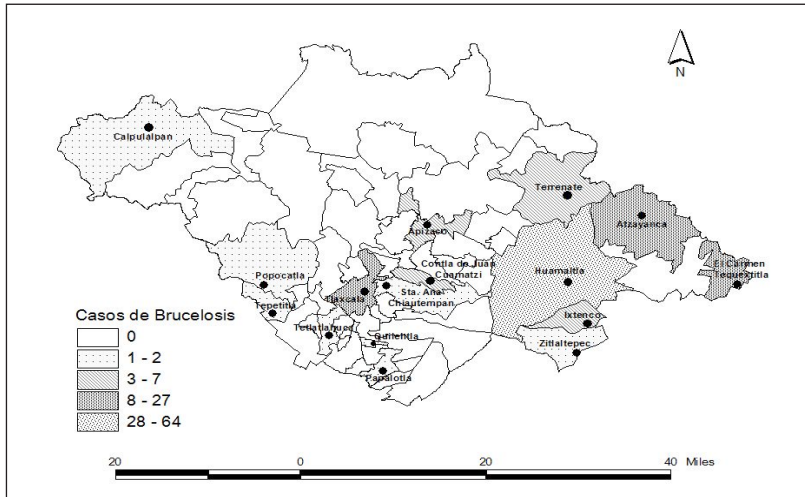 N
Calpulalpan
Terrenate
Atzayanca
Apizaco
Contla de Juan
Cuamatzi
Huamantla
El Carmen
Tequextitla
Popocatla
Tlaxcala
Sta. Ana
Chiautempan
Tepetitla
Ixtenco
Tetlatlahuca
Quilehtla
Zitlaltepec
Papalotla
Casos de Brucelosis
0
1 - 2
3 - 7
8 - 27
28 - 64
20 0 20 40 Miles